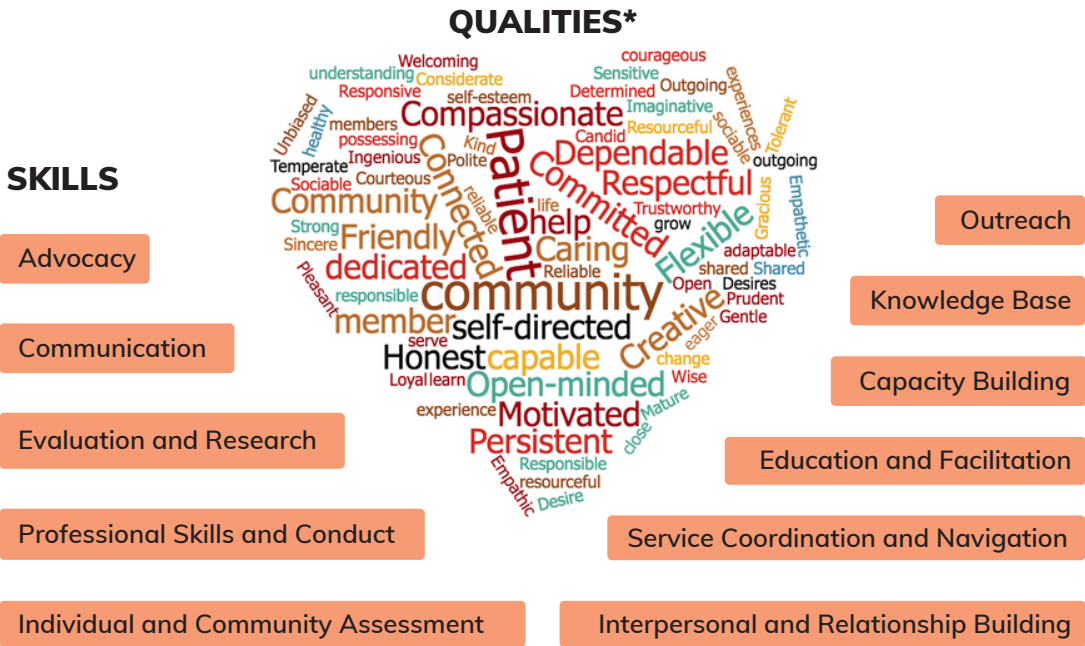 QUALITIES*
courageous
Welcoming
understanding
Considerate
Sensitive
experiences
Responsive
self-esteem
Determined
Outgoing
Unbiased
healthy
Compassionate
Imaginative
sociable
Tolerant
members
Kind
Patient
Candid
Resourceful
possessing
Connected
Polite
Committed
Dependable
outgoing
Temperate
Ingenious
Sociable
Courteous
reliable
Respectful
Gracious
Empathetic
SKILLS
Community
life
Trustworthy
Strong
help
grow
Flexible
Sincere
Friendly
Caring
adaptable
Pleasant
dedicated
Reliable
shared
Shared
responsible
community
Open
Desires
Creative
Prudent
member
self-directed
eager
Gentle
serve
Honest
capable
change
Loyal
learn
Open-minded
Wise
experience
Motivated
Mature
Persistent
close
Empathic
Responsible
resourceful
Desire
Advocacy
Communication
Evaluation and Research
Professional Skills and Conduct
Individual and Community Assessment
Outreach
Knowledge Base
Capacity Building
Education and Facilitation
Service Coordination and Navigation
Interpersonal and Relationship Building